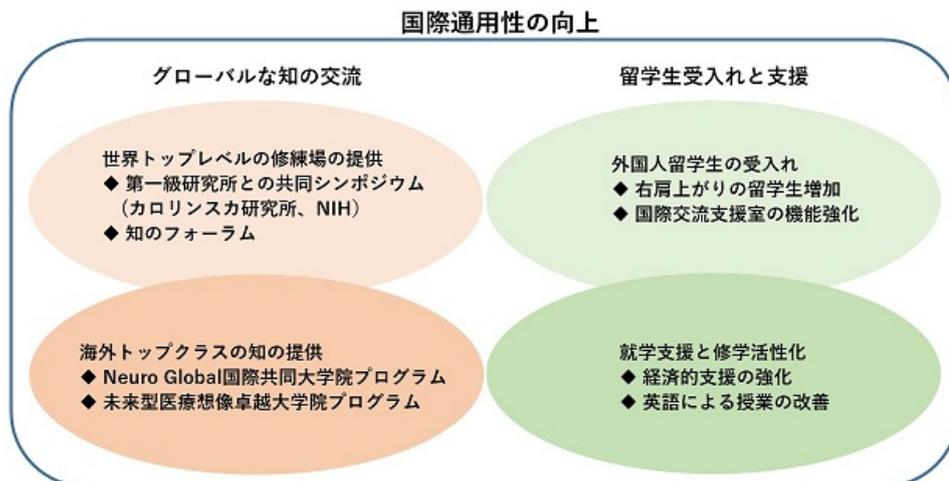 国際通用性の向上
グローバルな知の交流
世界トップレベルの修練場の提供
◆ 第一級研究所との共同シンポジウム
（カロリンスカ研究所、NIH）
◆ 知のフォーラム
海外トップクラスの知の提供
◆ Neuro Global国際共同大学院プログラム
◆ 未来型医療想像卓越大学院プログラム
留学生受入れと支援
外国人留学生の受入れ
◆ 右肩上がりの留学生増加
◆ 国際交流支援室の機能強化
就学支援と修学活性化
◆ 経済的支援の強化
◆ 英語による授業の改善